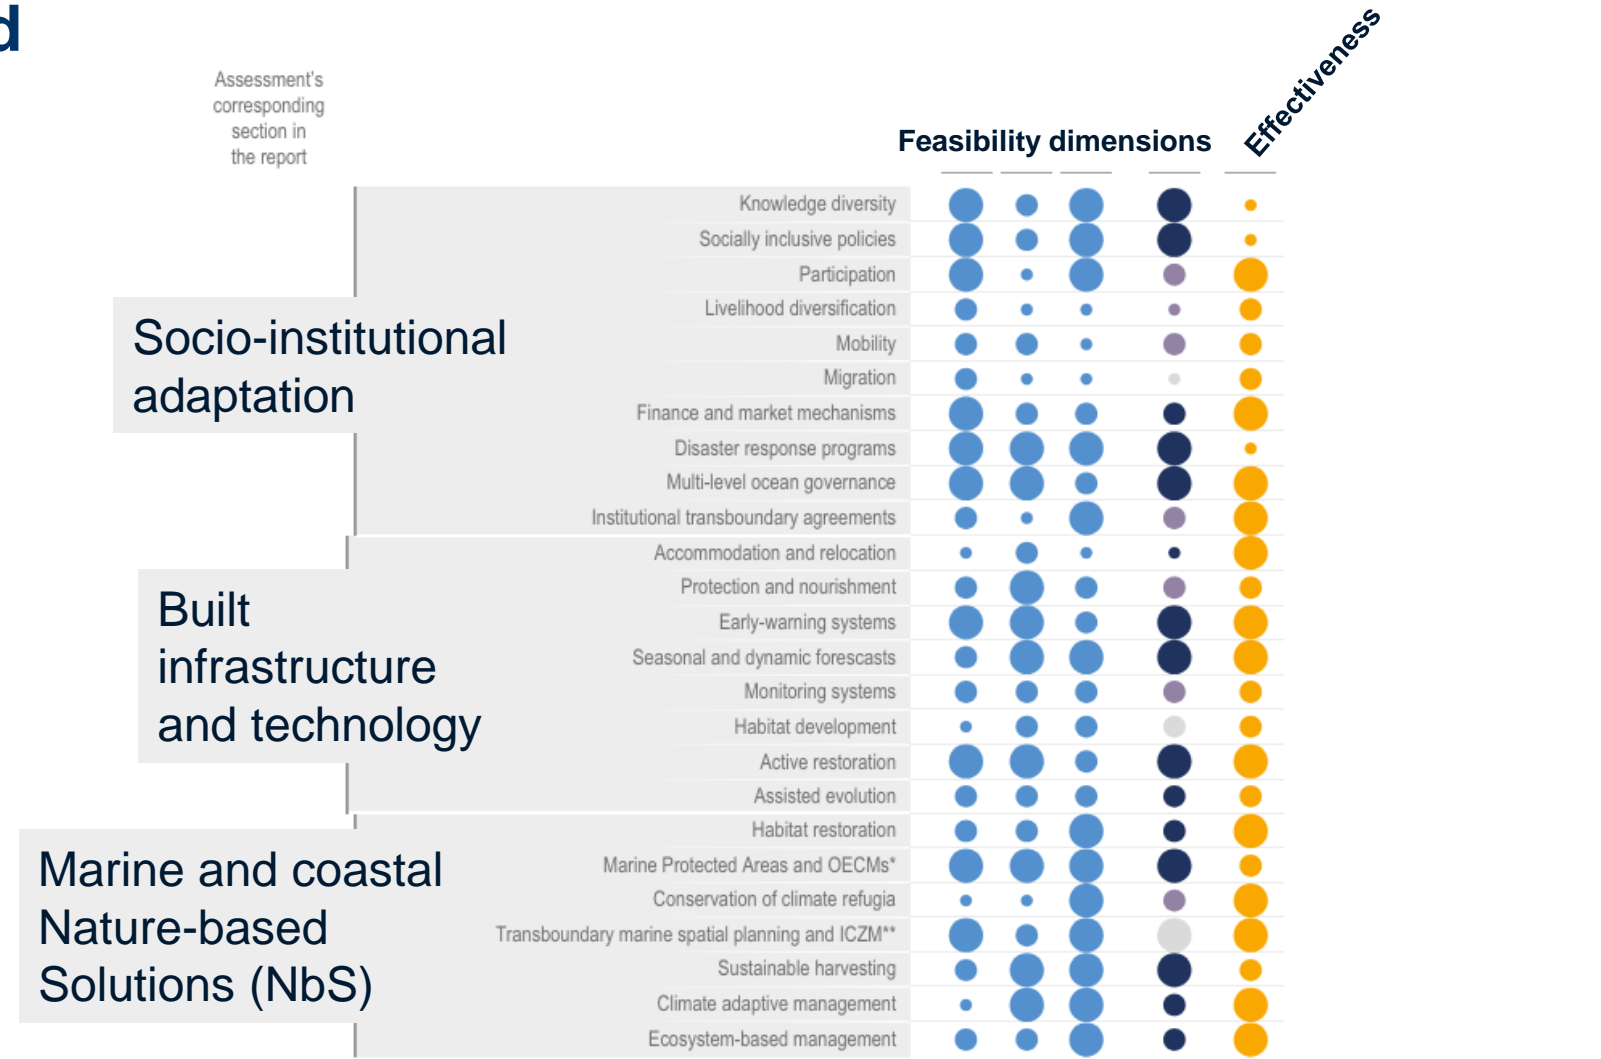 d
Assessment's
corresponding
section in
the report
Feasibility dimensions
Effectiveness
Knowledge diversity
Socially inclusive policies
Participation
Livelihood diversification
Mobility
Migration
Finance and market mechanisms
Disaster response programs
Multi-level ocean governance
Institutional transboundary agreements
Socio-institutional
adaptation
Accommodation and relocation
Protection and nourishment
Early-warning systems
Seasonal and dynamic forescasts
Monitoring systems
Habitat development
Active restoration
Assisted evolution
Built
infrastructure
and technology
Habitat restoration
Marine Protected Areas and OECMs*
Conservation of climate refugia
Transboundary marine spatial planning and ICZM**
Sustainable harvesting
Climate adaptive management
Ecosystem-based management
Marine and coastal
Nature-based
Solutions (NbS)